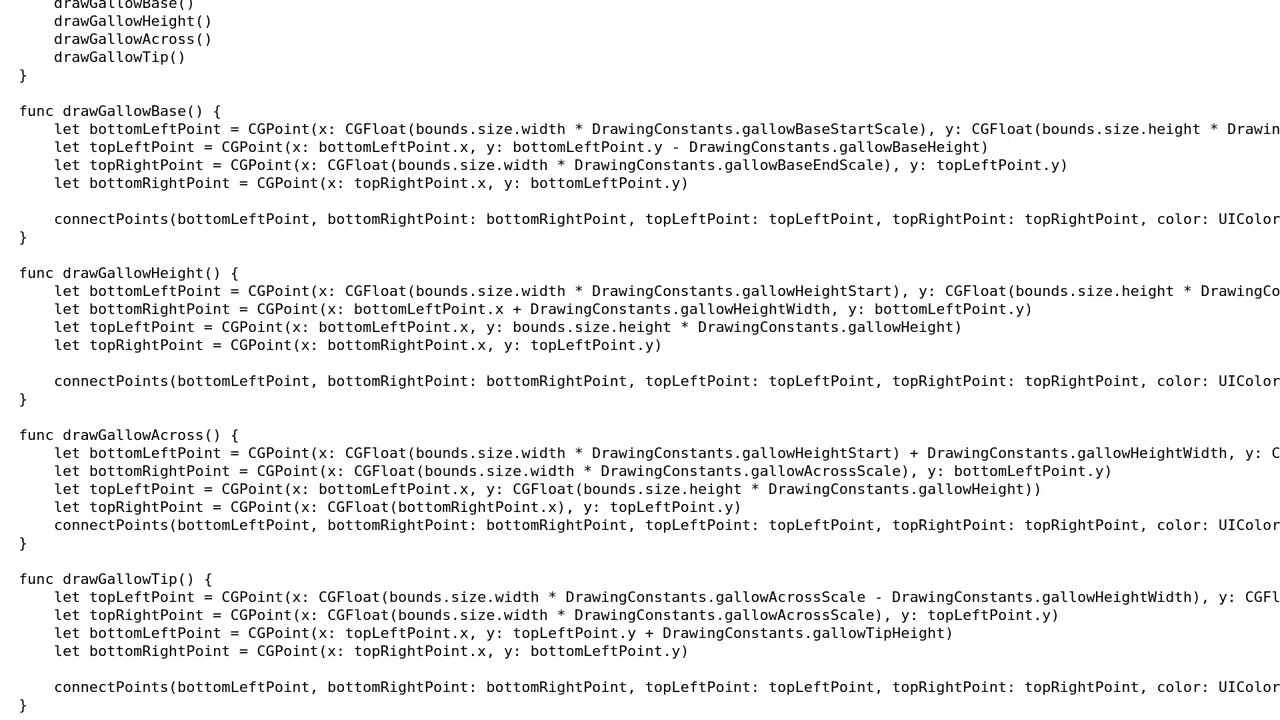 drawGallowBase()
    drawGallowHeight()
    drawGallowAcross()
    drawGallowTip()
}

func drawGallowBase() {
    let bottomLeftPoint = CGPoint(x: CGFloat(bounds.size.width * DrawingConstants.gallowBaseStartScale), y: CGFloat(bounds.size.height * Drawin
    let topLeftPoint = CGPoint(x: bottomLeftPoint.x, y: bottomLeftPoint.y - DrawingConstants.gallowBaseHeight)
    let topRightPoint = CGPoint(x: CGFloat(bounds.size.width * DrawingConstants.gallowBaseEndScale), y: topLeftPoint.y)
    let bottomRightPoint = CGPoint(x: topRightPoint.x, y: bottomLeftPoint.y)

    connectPoints(bottomLeftPoint, bottomRightPoint: bottomRightPoint, topLeftPoint: topLeftPoint, topRightPoint: topRightPoint, color: UIColor
}

func drawGallowHeight() {
    let bottomLeftPoint = CGPoint(x: CGFloat(bounds.size.width * DrawingConstants.gallowHeightStart), y: CGFloat(bounds.size.height * DrawingCo
    let bottomRightPoint = CGPoint(x: bottomLeftPoint.x + DrawingConstants.gallowHeightWidth, y: bottomLeftPoint.y)
    let topLeftPoint = CGPoint(x: bottomLeftPoint.x, y: bounds.size.height * DrawingConstants.gallowHeight)
    let topRightPoint = CGPoint(x: bottomRightPoint.x, y: topLeftPoint.y)

    connectPoints(bottomLeftPoint, bottomRightPoint: bottomRightPoint, topLeftPoint: topLeftPoint, topRightPoint: topRightPoint, color: UIColor
}

func drawGallowAcross() {
    let bottomLeftPoint = CGPoint(x: CGFloat(bounds.size.width * DrawingConstants.gallowHeightStart) + DrawingConstants.gallowHeightWidth, y: C
    let bottomRightPoint = CGPoint(x: CGFloat(bounds.size.width * DrawingConstants.gallowAcrossScale), y: bottomLeftPoint.y)
    let topLeftPoint = CGPoint(x: bottomLeftPoint.x, y: CGFloat(bounds.size.height * DrawingConstants.gallowHeight))
    let topRightPoint = CGPoint(x: CGFloat(bottomRightPoint.x), y: topLeftPoint.y)
    connectPoints(bottomLeftPoint, bottomRightPoint: bottomRightPoint, topLeftPoint: topLeftPoint, topRightPoint: topRightPoint, color: UIColor
}

func drawGallowTip() {
    let topLeftPoint = CGPoint(x: CGFloat(bounds.size.width * DrawingConstants.gallowAcrossScale - DrawingConstants.gallowHeightWidth), y: CGFl
    let topRightPoint = CGPoint(x: CGFloat(bounds.size.width * DrawingConstants.gallowAcrossScale), y: topLeftPoint.y)
    let bottomLeftPoint = CGPoint(x: topLeftPoint.x, y: topLeftPoint.y + DrawingConstants.gallowTipHeight)
    let bottomRightPoint = CGPoint(x: topRightPoint.x, y: bottomLeftPoint.y)

    connectPoints(bottomLeftPoint, bottomRightPoint: bottomRightPoint, topLeftPoint: topLeftPoint, topRightPoint: topRightPoint, color: UIColor
}